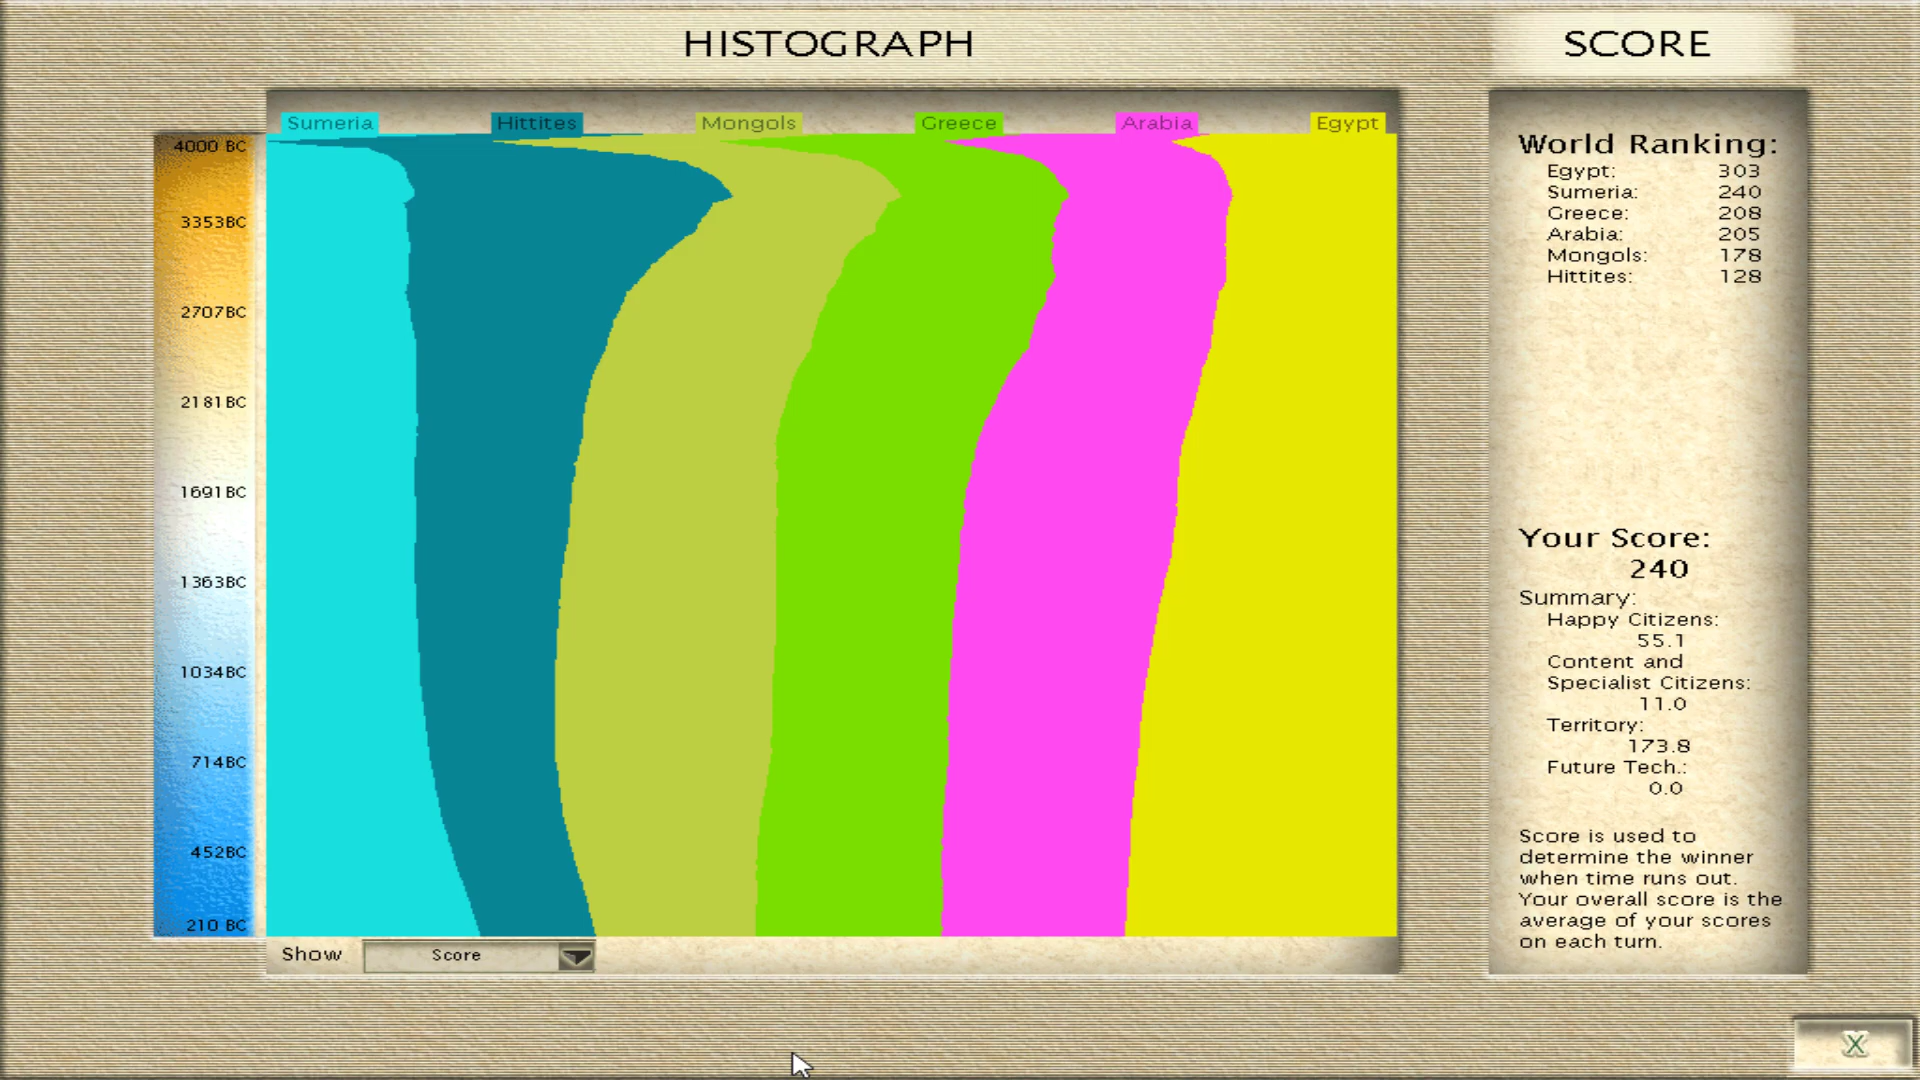 HISTOGRAPH
SCORE
Sumeria
Hittites
Mongols
Greece
Arabia
Egypt
4000 BC
3353BC
2707BC
2181BC
1691BC
1363BC
1034BC
714BC
452BC
210 BC
Show
Score
World Ranking:
Egypt: 303
Sumeria: 240
Greece: 208
Arabia: 205
Mongols: 178
Hittites: 128
Your Score:
240
Summary:
Happy Citizens:
55.1
Content and
Specialist Citizens:
11.0
Territory:
173.8
Future Tech.:
0.0
Score is used to
determine the winner
when time runs out.
Your overall score is the
average of your scores
on each turn.
X